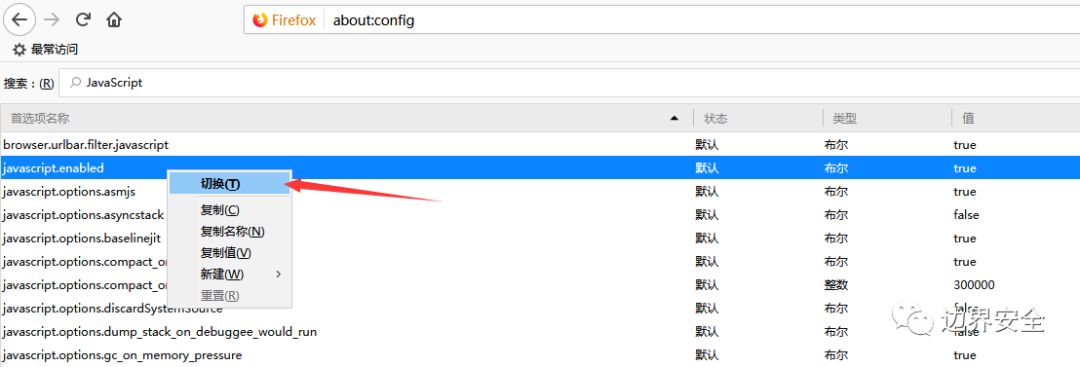 Firefox about:config
最常访问
搜索：(R) JavaScript
首选项名称 状态 类型 值
browser.urlbar.filter.javascript 默认 布尔 true
javascript.enabled 默认 布尔 true
切换(T)
javascript.options.asmjs 默认 布尔 true
复制(C)
javascript.options.asyncstack 默认 布尔 false
复制名称(N)
javascript.options.baselinejit 默认 布尔 true
复制值(V)
javascript.options.compact_o 默认 布尔 true
新建(W)
javascript.options.compact_o 默认 整数 300000
重置(R)
javascript.options.discardSystemSource 默认 布尔 false
边界安全
javascript.options.dump_stack_on_debuggee_would_run 默认 布尔 true
javascript.options.gc_on_memory_pressure 默认 布尔 true